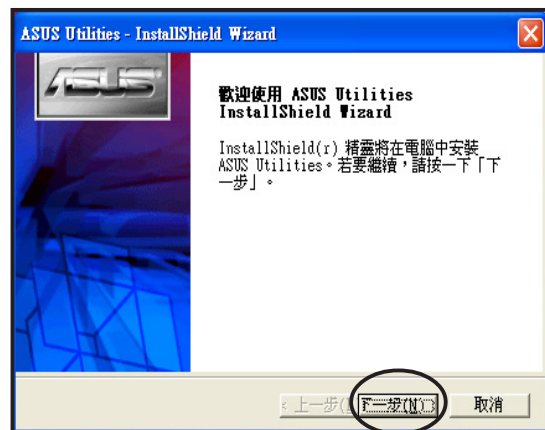 ASUS Utilities - InstallShield Wizard
ASUS
歡迎使用 ASUS Utilities
InstallShield Wizard
InstallShield(r) 精靈將在電腦中安裝
ASUS Utilities。若要繼續，請按一下「下
一步」。
< 上一步(
下一步(N) >
取消